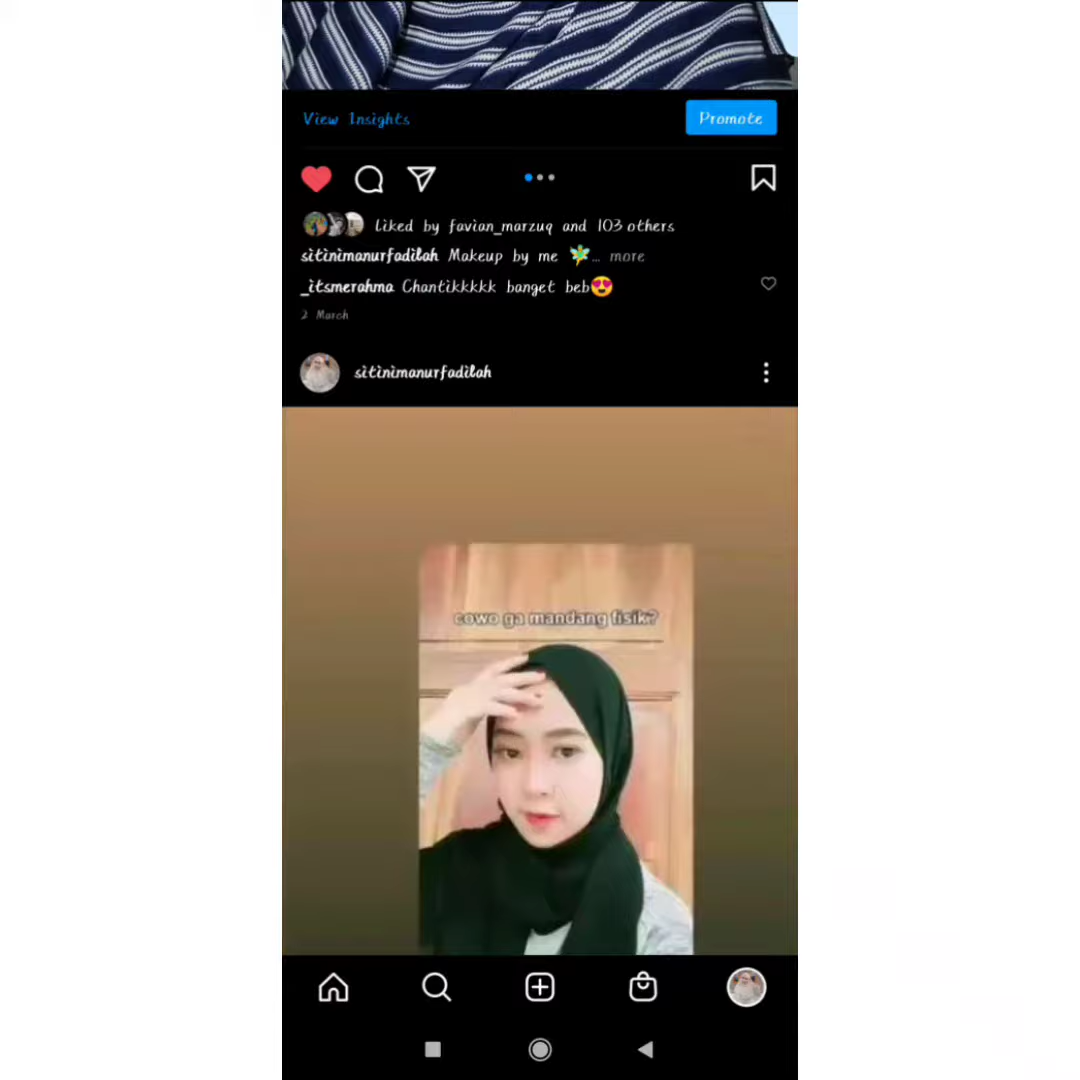 View Insights
Promote
Liked by favian_marzuq and 103 others
sitinimanurfadilah Makeup by me 🧚... more
_itsmerahma Chantikkkkk banget beb😍
2 March
sitinimanurfadilah
cowo ga mandang fisik?